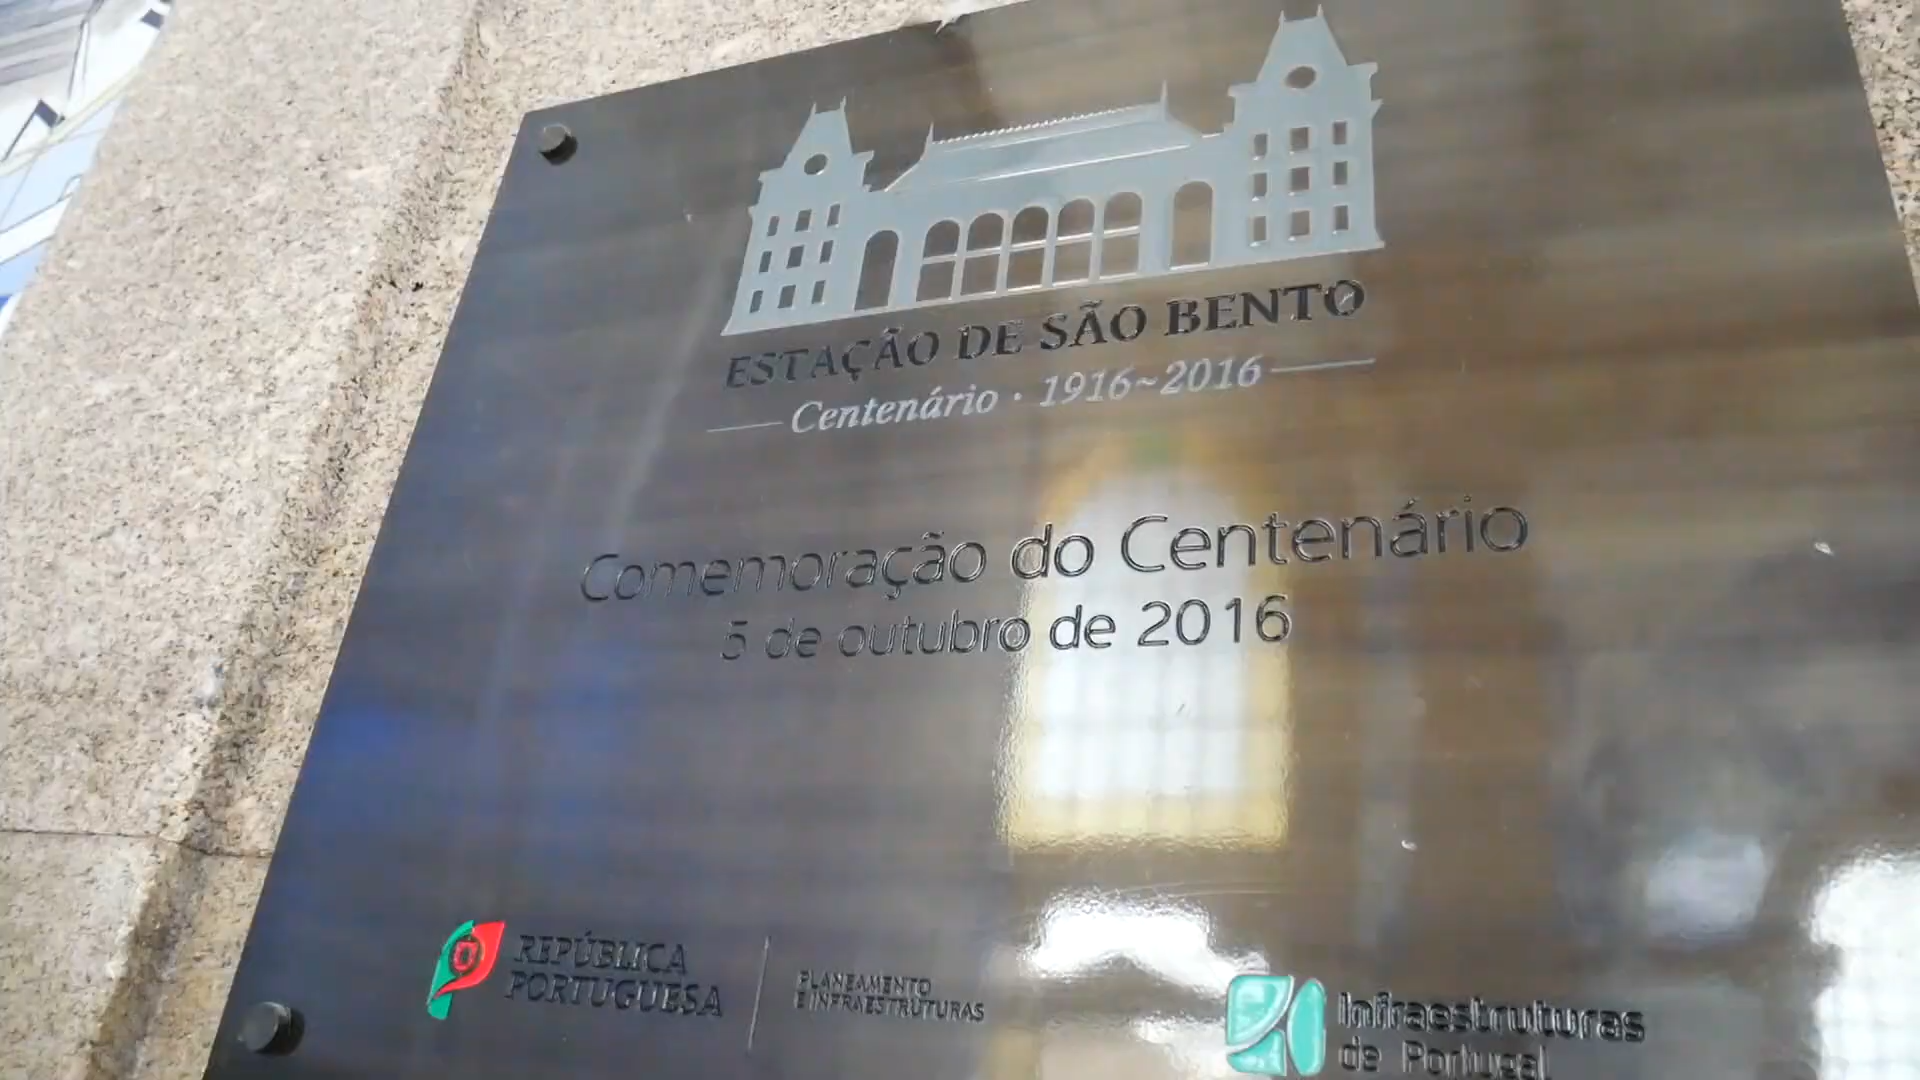 ESTAÇÃO DE SÃO BENTO
Centenário · 1916~2016
Comemoração do Centenário
5 de outubro de 2016
REPÚBLICA
PORTUGUESA
PLANEAMENTO
E INFRAESTRUTURAS
Infraestruturas
de Portugal